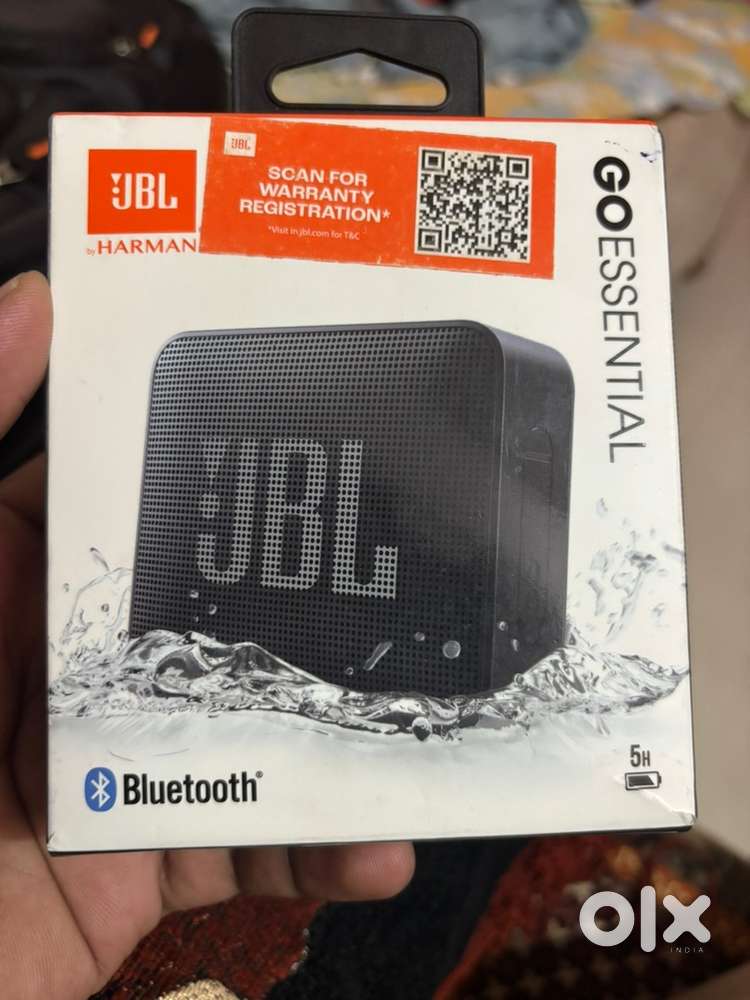 JBL
by HARMAN
JBL
SCAN FOR
WARRANTY
REGISTRATION*
*Visit in.jbl.com for T&C
GO ESSENTIAL
JBL
Bluetooth®
5H
olx
INDIA